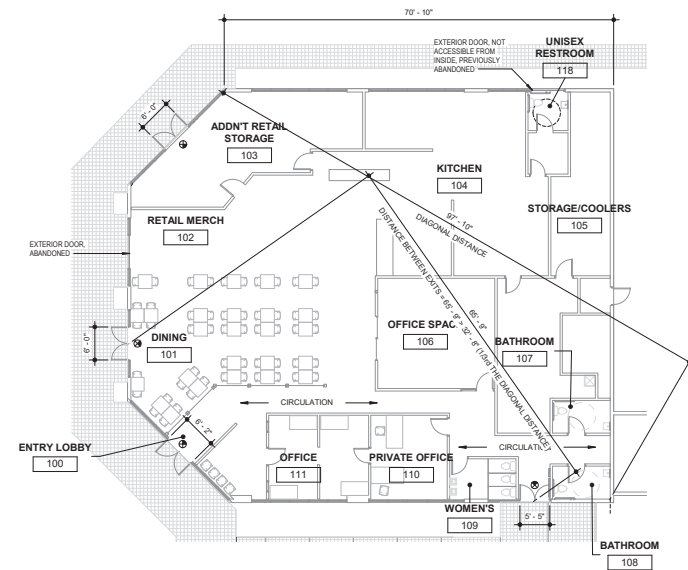 70' - 10"
EXTERIOR DOOR, NOT
ACCESSIBLE FROM
INSIDE, PREVIOUSLY
ABANDONED
UNISEX
RESTROOM
118
6' - 0"
ADDN'T RETAIL
STORAGE
103
KITCHEN
104
97' - 10"
DIAGONAL DISTANCE
STORAGE/COOLERS
105
RETAIL MERCH
102
EXTERIOR DOOR,
ABANDONED
65' - 9"
DISTANCE BETWEEN EXITS = 65' - 9" > 32' - 8" (1/3rd THE DIAGONAL DISTANCE)
6' - 0"
DINING
101
OFFICE SPAC
106
BATHROOM
107
CIRCULATION
6' - 2"
ENTRY LOBBY
100
CIRCULATI
OFFICE
111
PRIVATE OFFICE
110
WOMEN'S
109
5' - 5"
BATHROOM
108